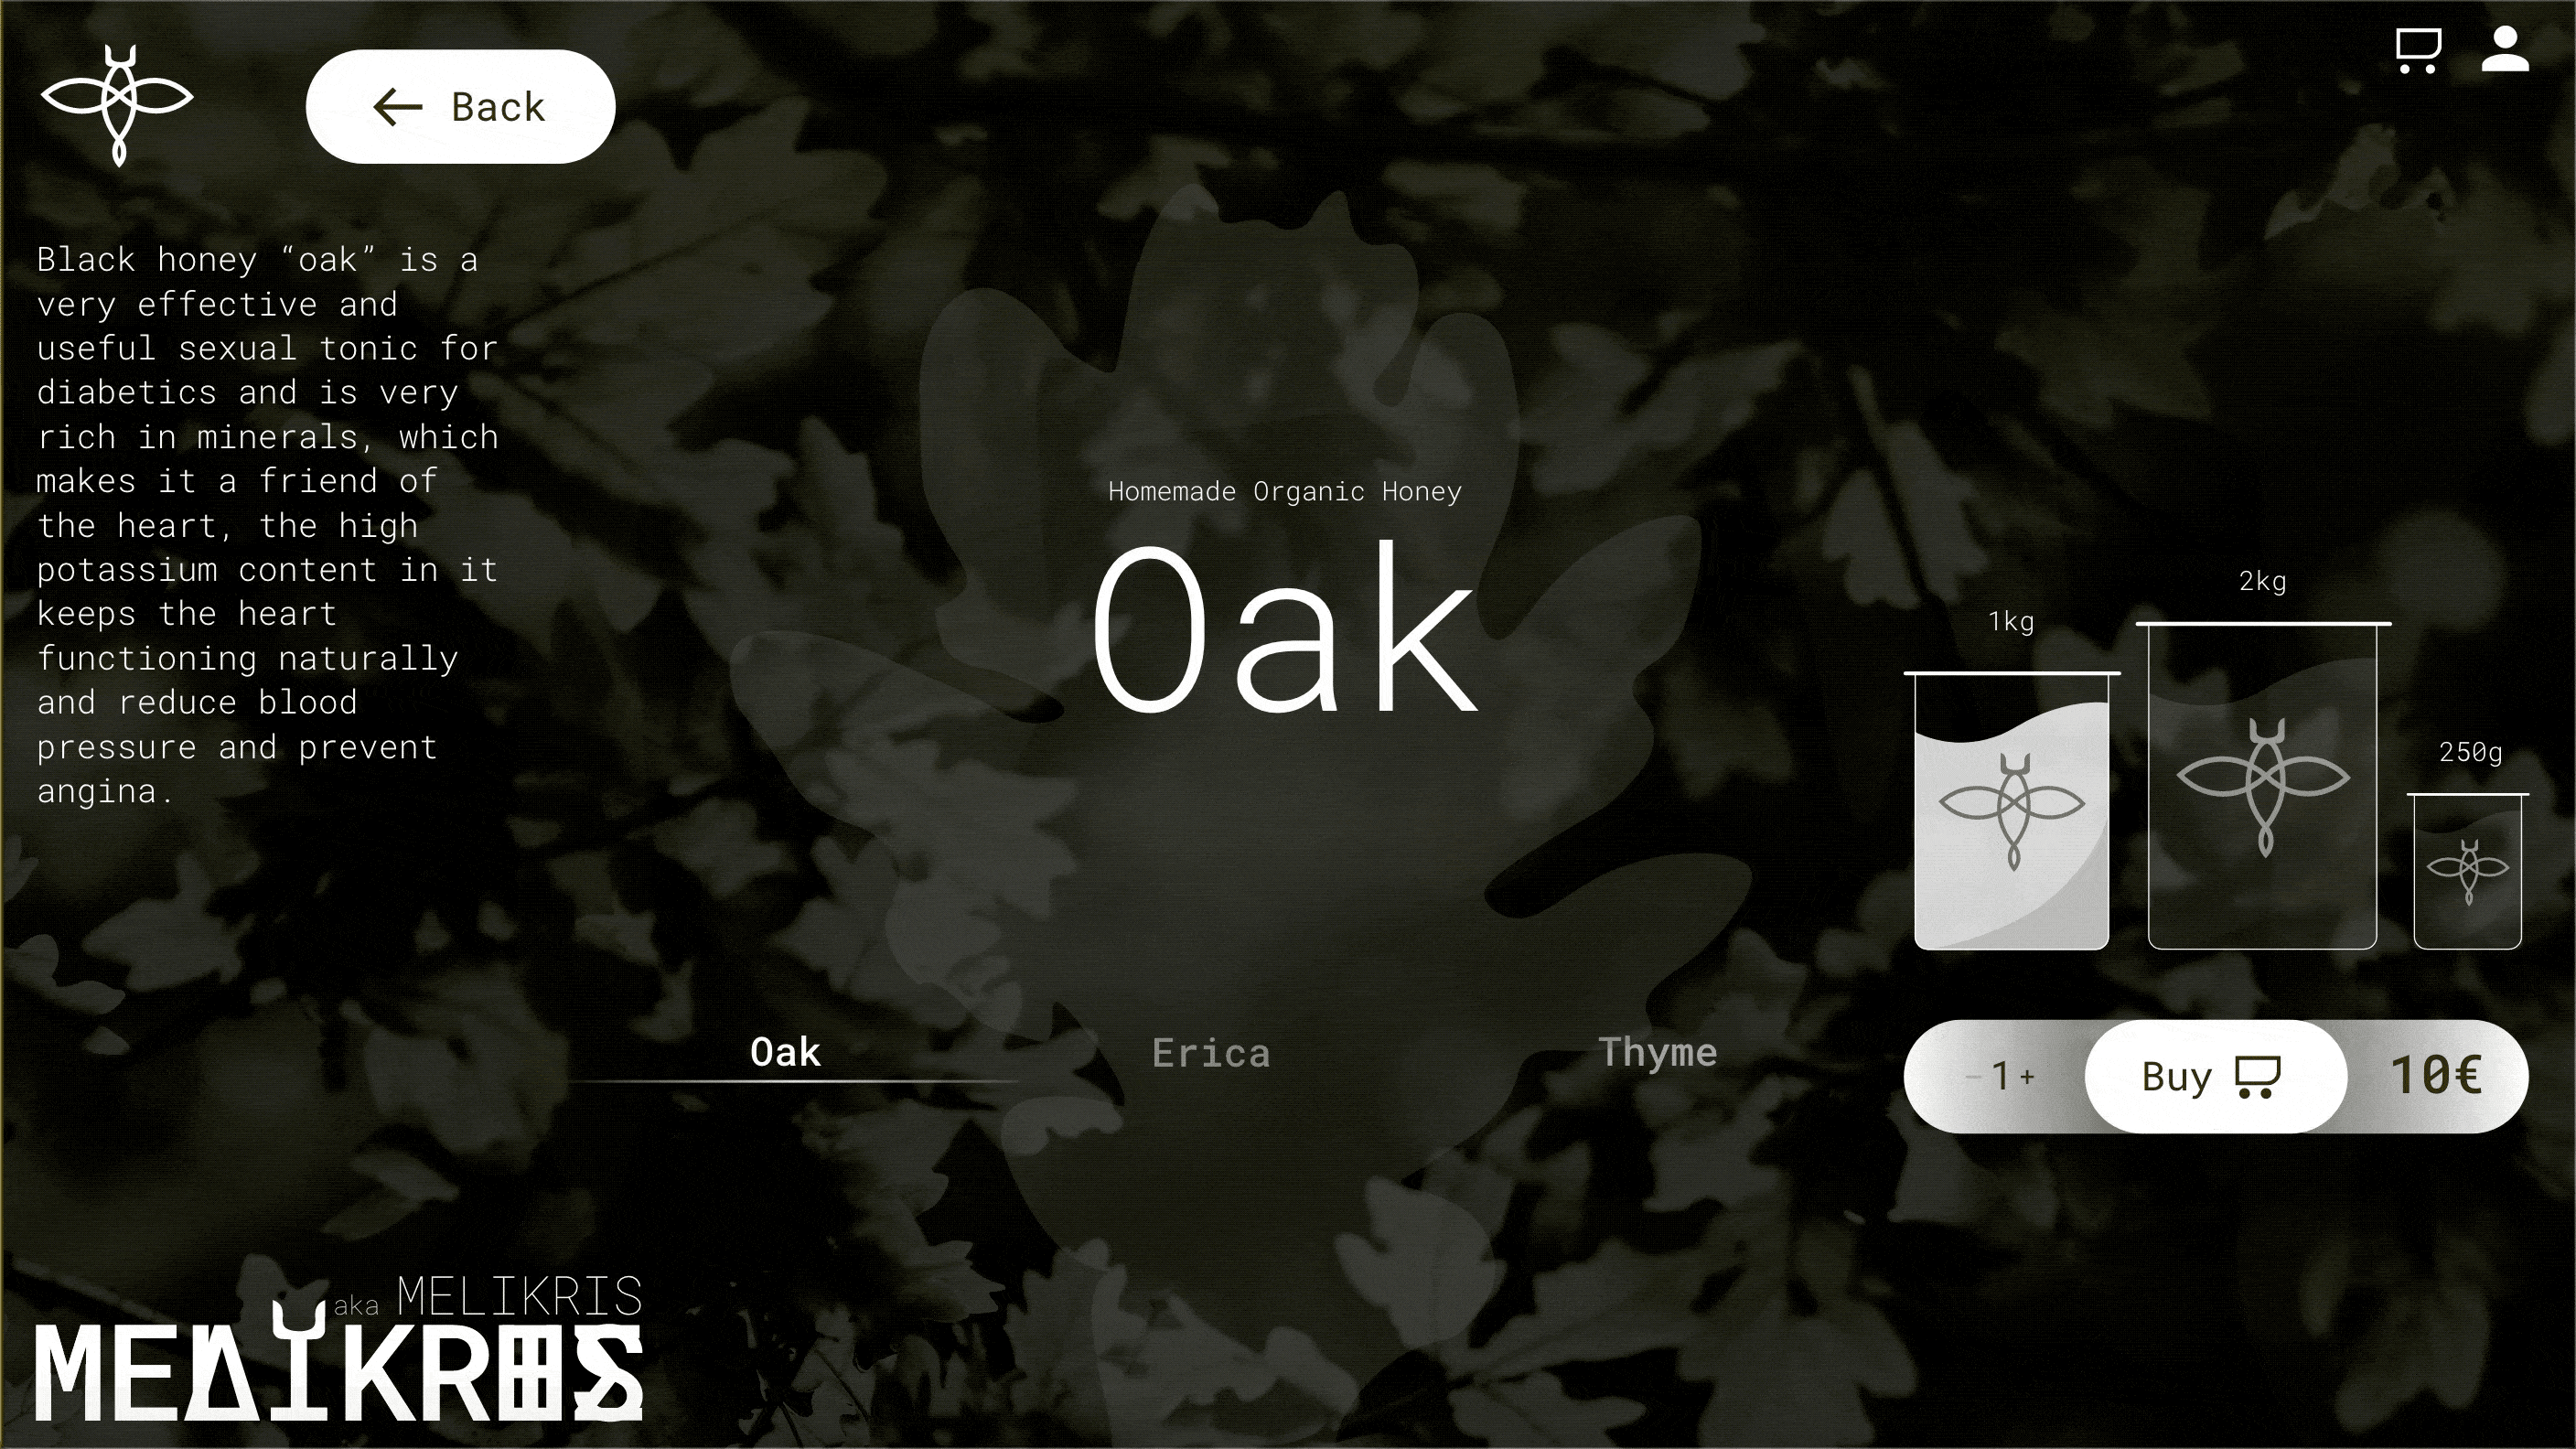 ← Back
Black honey “oak” is a
very effective and
useful sexual tonic for
diabetics and is very
rich in minerals, which
makes it a friend of
the heart, the high
potassium content in it
keeps the heart
functioning naturally
and reduce blood
pressure and prevent
angina.
Homemade Organic Honey
Oak
1kg
2kg
250g
Oak
Erica
Thyme
- 1 +
Buy
10€
aka MELIKRIS